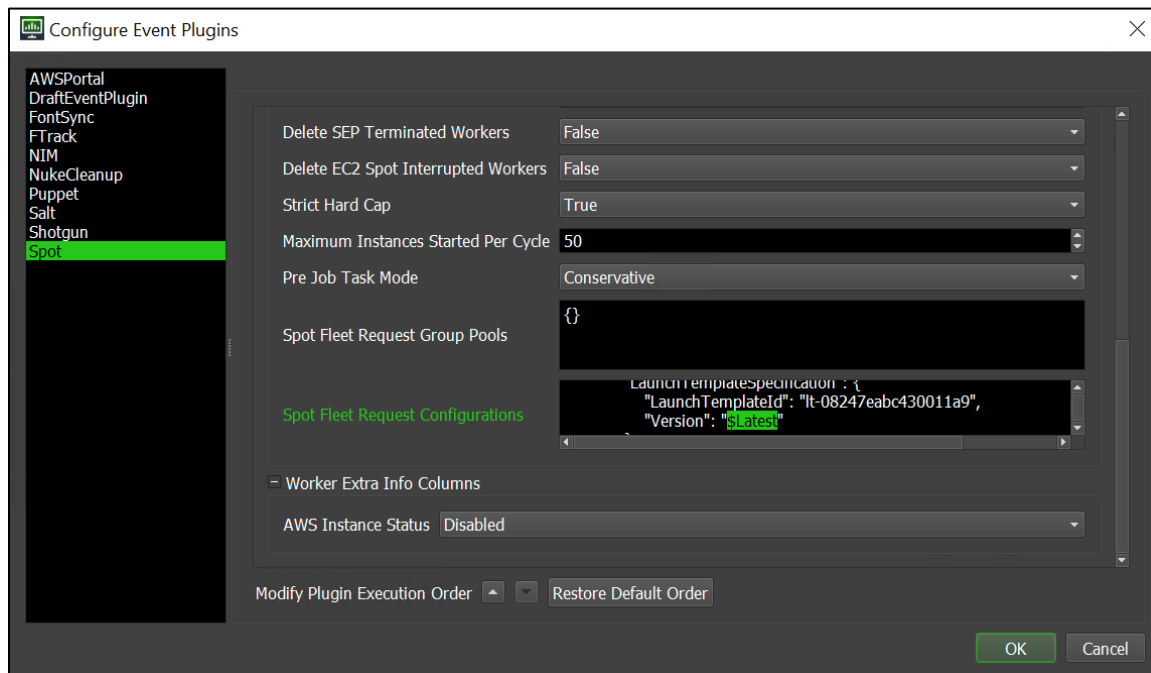 Configure Event Plugins
AWSPortal
DraftEventPlugin
FontSync
FTrack
NIM
NukeCleanup
Puppet
Salt
Shotgun
Spot
Delete SEP Terminated Workers False
Delete EC2 Spot Interrupted Workers False
Strict Hard Cap True
Maximum Instances Started Per Cycle 50
Pre Job Task Mode Conservative
Spot Fleet Request Group Pools {}
Spot Fleet Request Configurations
LaunchTemplateSpecification": {
"LaunchTemplateId": "lt-08247eabc430011a9",
"Version": "$Latest"
Worker Extra Info Columns
AWS Instance Status Disabled
Modify Plugin Execution Order Restore Default Order
OK Cancel